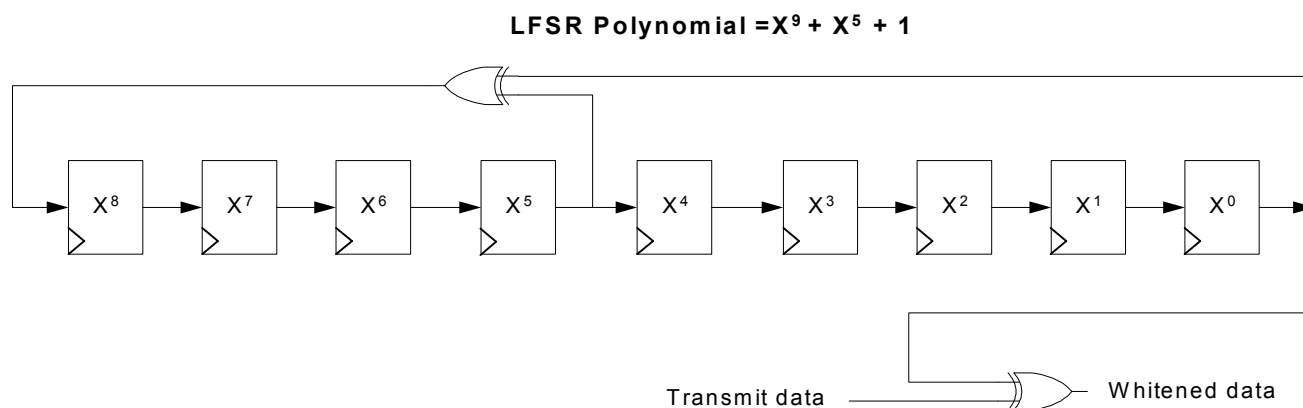 LFSR Polynomial =X⁹ + X⁵ + 1
X⁸ X⁷ X⁶ X⁵ X⁴ X³ X² X¹ X⁰
Transmit data Whitened data